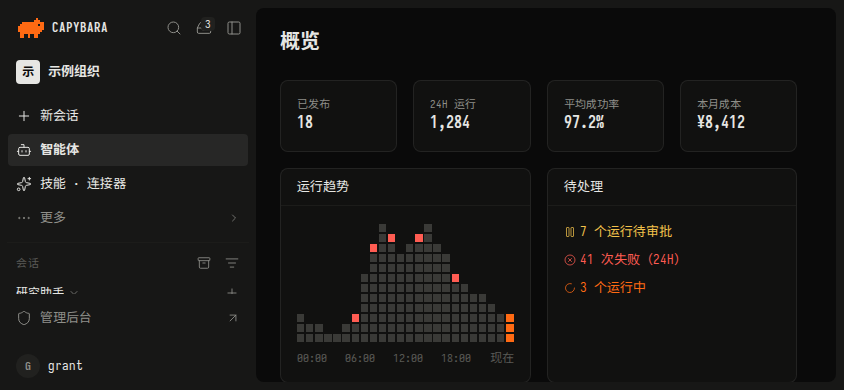 CAPYBARA
3
示 示例组织
新会话
智能体
技能 · 连接器
更多
会话
研究助手
管理后台
G grant
概览
已发布
18
24H 运行
1,284
平均成功率
97.2%
本月成本
¥8,412
运行趋势
00:00 06:00 12:00 18:00 现在
待处理
7 个运行待审批
41 次失败 (24H)
3 个运行中